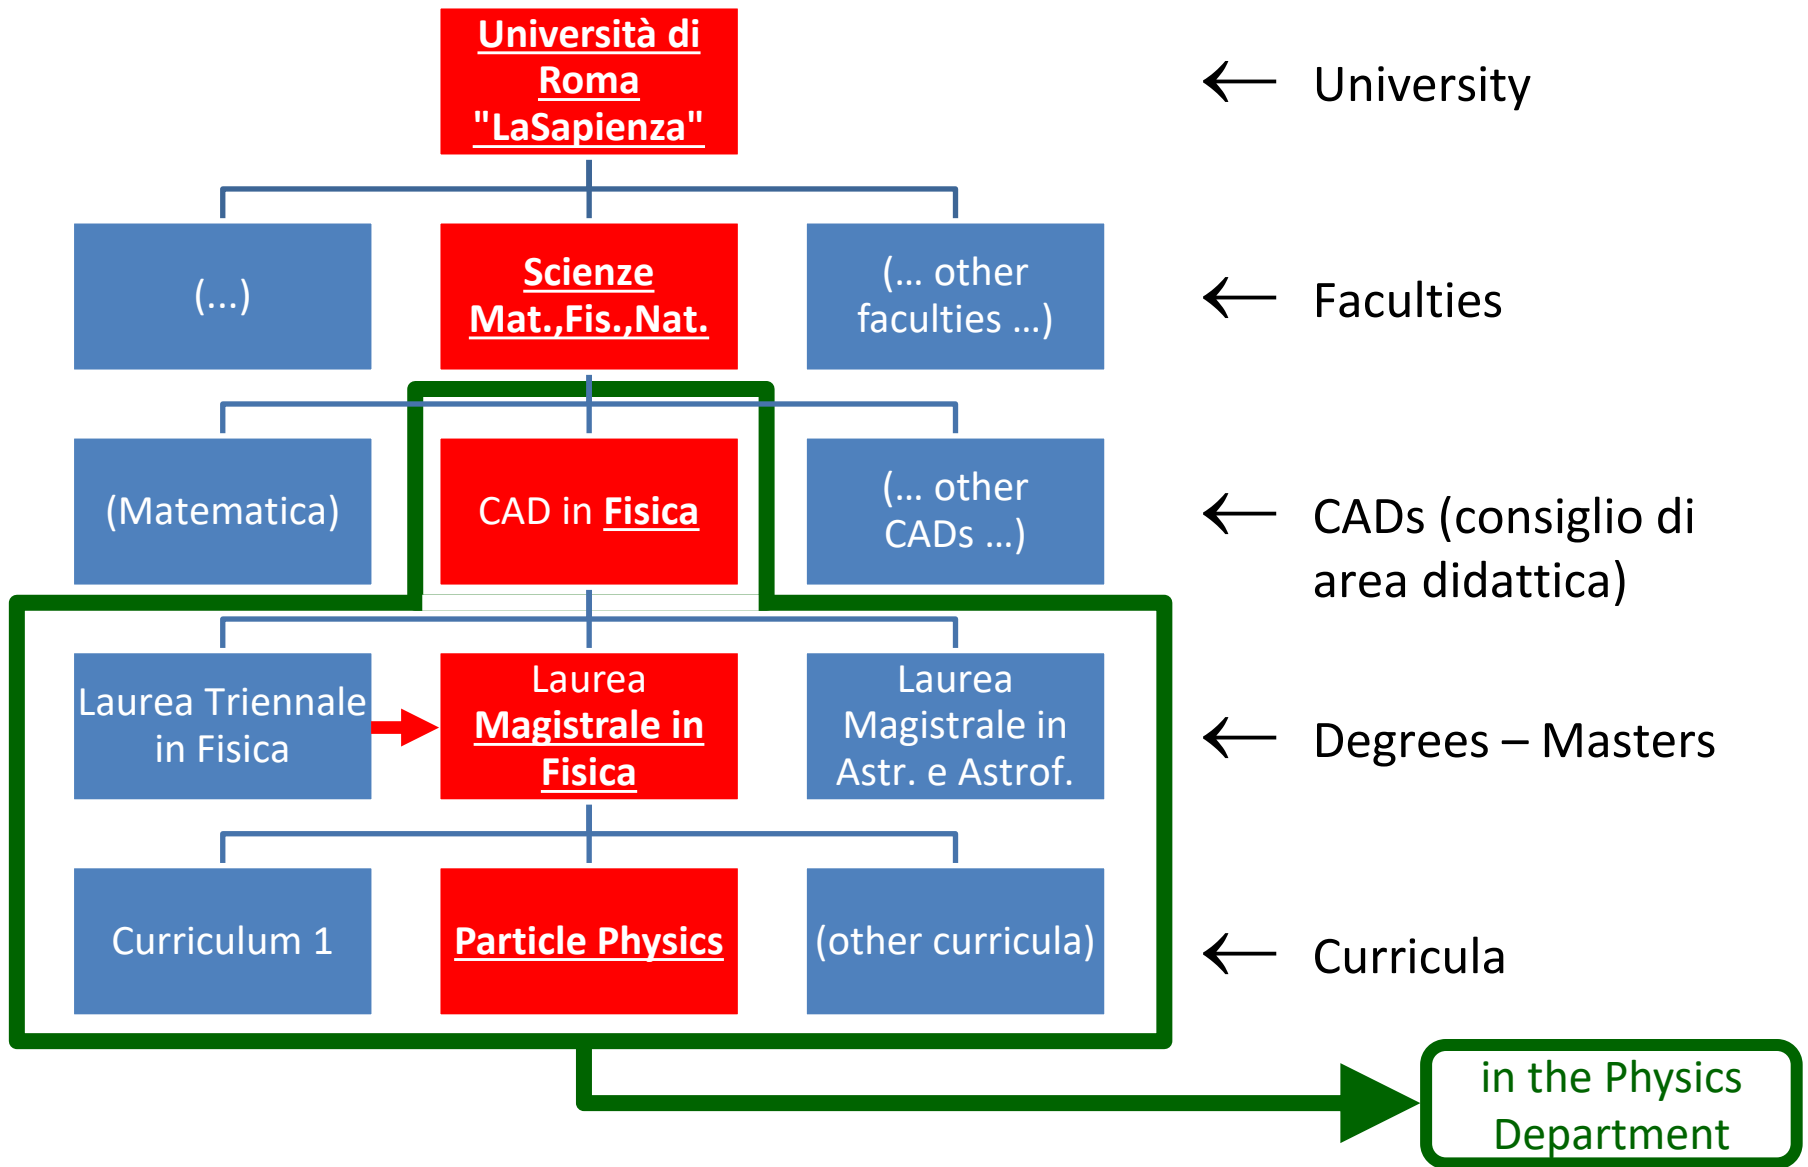 Università di
Roma
"LaSapienza"
← University
(...)
Scienze
Mat.,Fis.,Nat.
(... other
faculties ...)
← Faculties
(Matematica)
CAD in Fisica
(... other
CADs ...)
← CADs (consiglio di
area didattica)
Laurea Triennale
in Fisica
Laurea
Magistrale in
Fisica
Laurea
Magistrale in
Astr. e Astrof.
← Degrees – Masters
Curriculum 1
Particle Physics
(other curricula)
← Curricula
in the Physics
Department